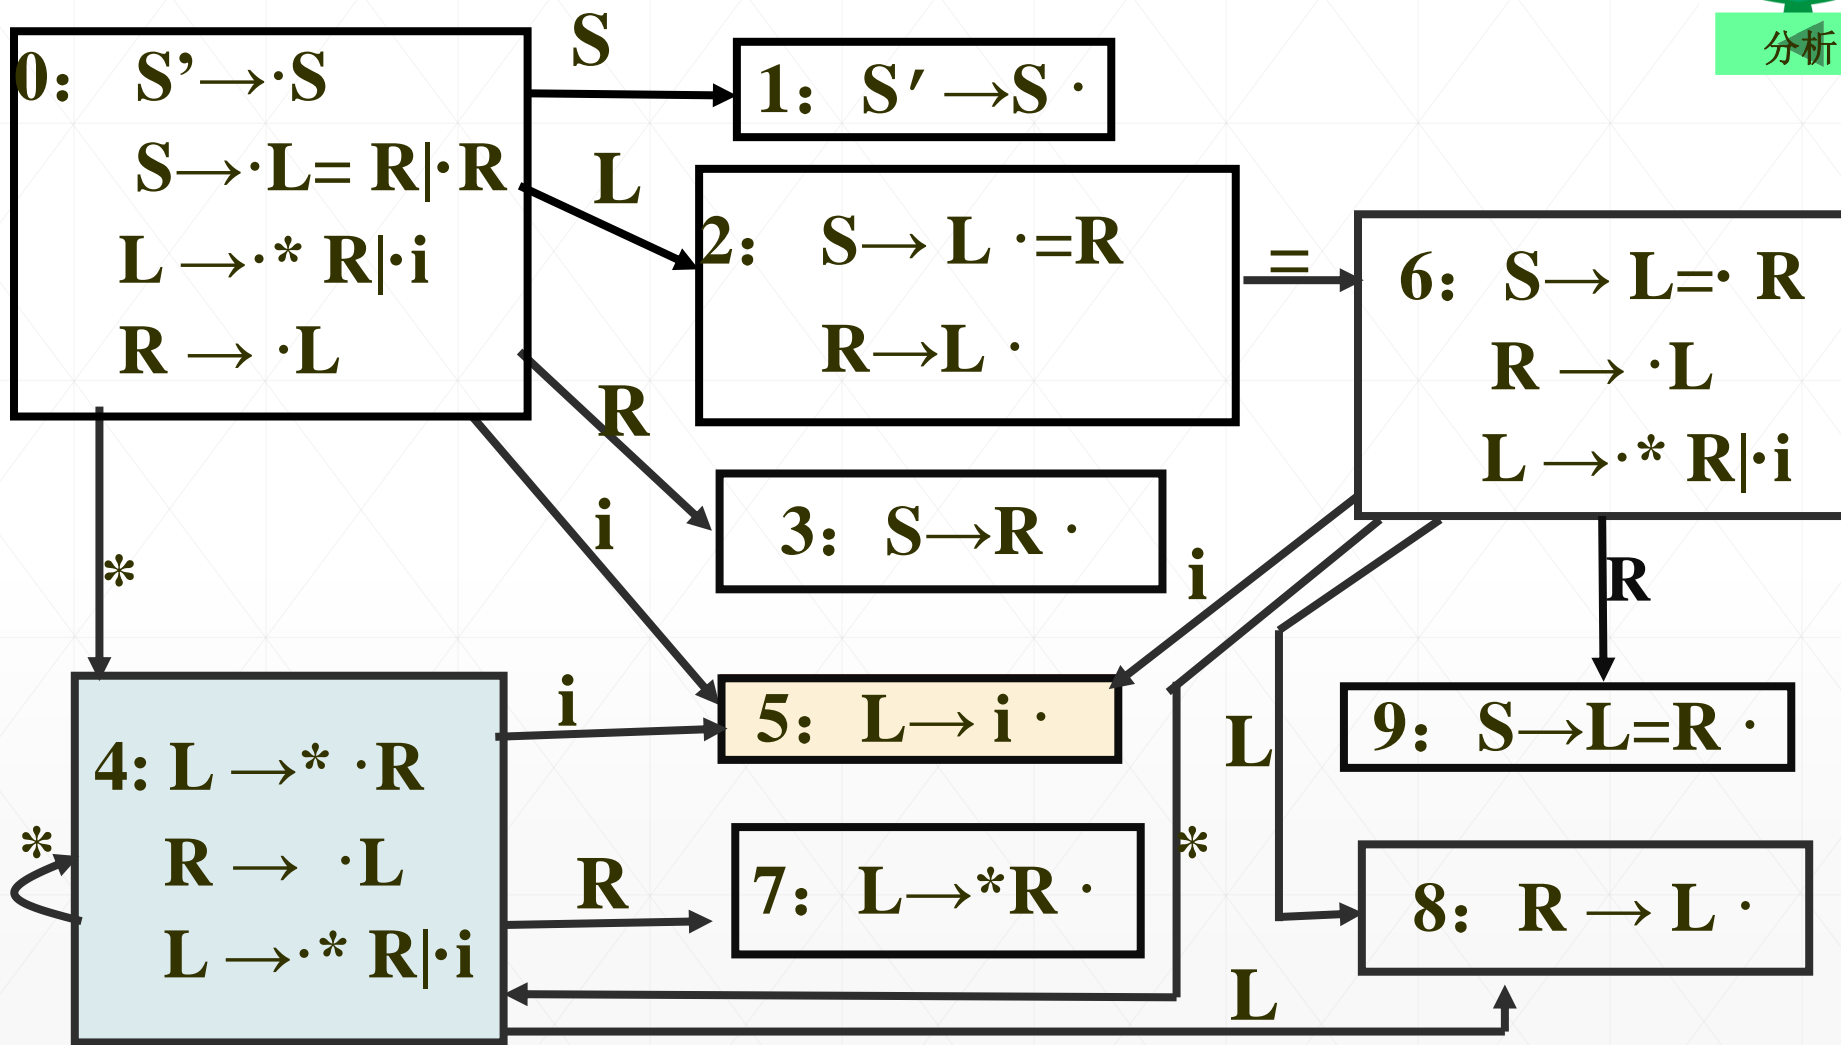 分析
S
0： S’→·S
S→·L= R|·R
L →·* R|·i
R → ·L
1： S′→S ·
L
2： S→ L ·=R
R→L ·
=
6： S→ L=· R
R → ·L
L →·* R|·i
R
3： S→R ·
i
*
i
R
4: L →* ·R
R → ·L
L →·* R|·i
i
5： L→ i ·
L
9： S→L=R ·
*
R
7： L→*R ·
*
8： R → L ·
L